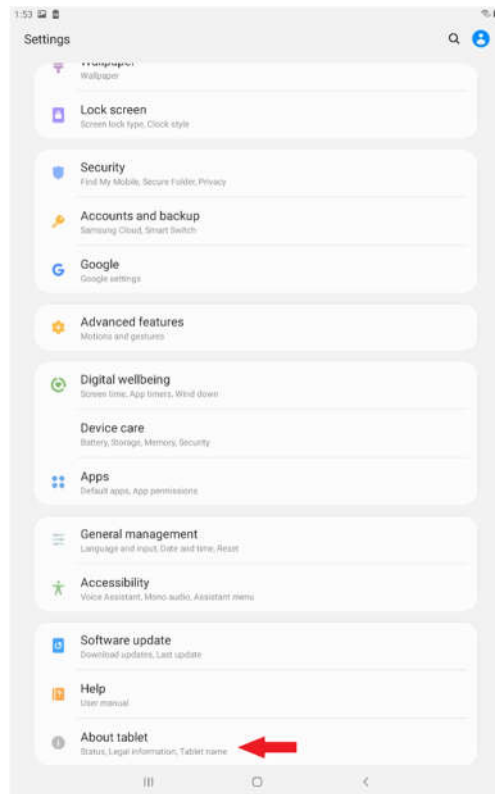 1:53
Settings
Wallpaper
Wallpaper
Lock screen
Screen lock type, Clock style
Security
Find My Mobile, Secure Folder, Privacy
Accounts and backup
Samsung Cloud, Smart Switch
Google
Google settings
Advanced features
Motions and gestures
Digital wellbeing
Screen time, App timers, Wind down
Device care
Battery, Storage, Memory, Security
Apps
Default apps, App permissions
General management
Language and input, Date and time, Reset
Accessibility
Voice Assistant, Mono audio, Assistant menu
Software update
Download updates, Last update
Help
User manual
About tablet
Status, Legal information, Tablet name